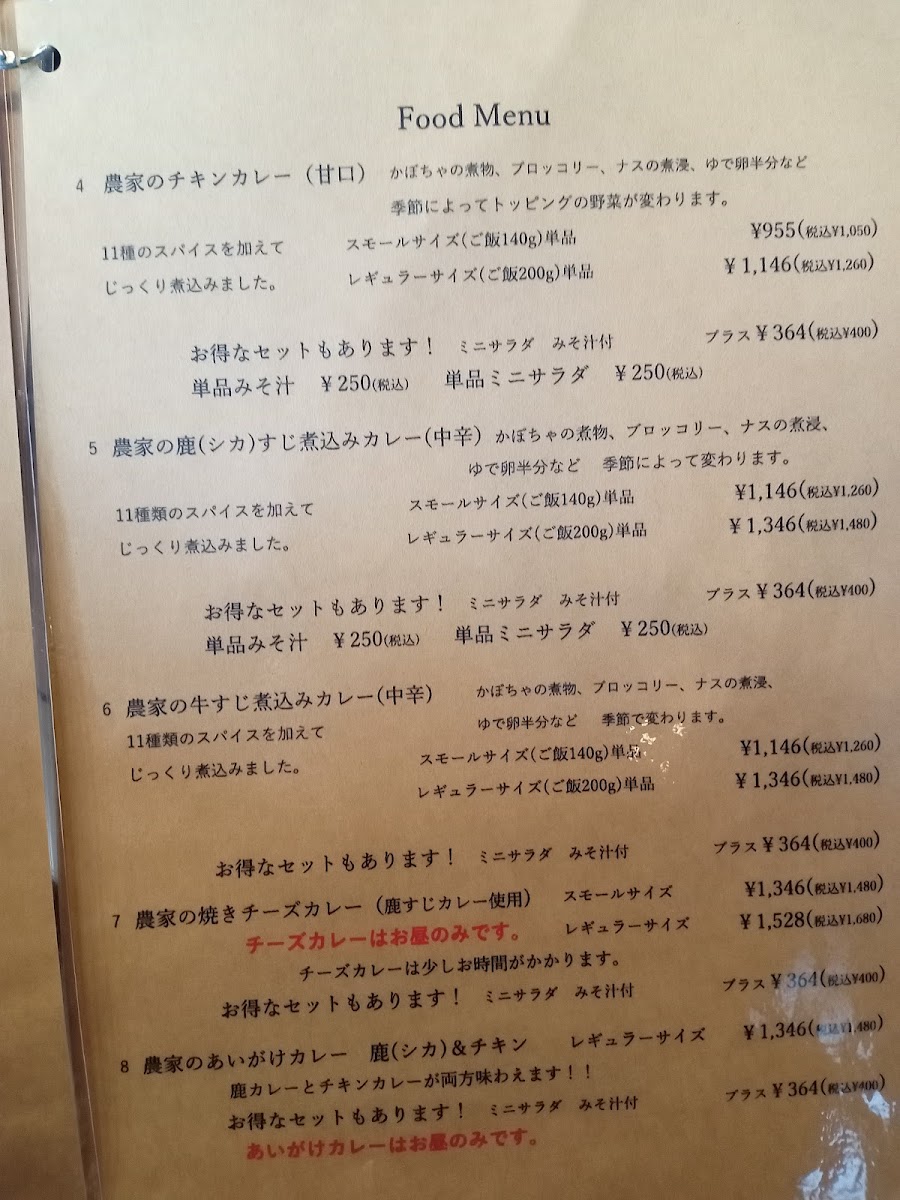 Food Menu
4 農家のチキンカレー（甘口） かぼちゃの煮物、ブロッコリー、ナスの煮浸、ゆで卵半分など
季節によってトッピングの野菜が変わります。
11種のスパイスを加えて スモールサイズ(ご飯140g)単品 ¥955(税込¥1,050)
じっくり煮込みました。 レギュラーサイズ(ご飯200g)単品 ¥1,146(税込¥1,260)
お得なセットもあります！ ミニサラダ みそ汁付 プラス¥364(税込¥400)
単品みそ汁 ¥250(税込) 単品ミニサラダ ¥250(税込)
5 農家の鹿(シカ)すじ煮込みカレー(中辛) かぼちゃの煮物、ブロッコリー、ナスの煮浸、
ゆで卵半分など 季節によって変わります。
11種類のスパイスを加えて スモールサイズ(ご飯140g)単品 ¥1,146(税込¥1,260)
じっくり煮込みました。 レギュラーサイズ(ご飯200g)単品 ¥1,346(税込¥1,480)
お得なセットもあります！ ミニサラダ みそ汁付 プラス¥364(税込¥400)
単品みそ汁 ¥250(税込) 単品ミニサラダ ¥250(税込)
6 農家の牛すじ煮込みカレー(中辛) かぼちゃの煮物、ブロッコリー、ナスの煮浸、
ゆで卵半分など 季節で変わります。
11種類のスパイスを加えて スモールサイズ(ご飯140g)単品 ¥1,146(税込¥1,260)
じっくり煮込みました。 レギュラーサイズ(ご飯200g)単品 ¥1,346(税込¥1,480)
お得なセットもあります！ ミニサラダ みそ汁付 プラス¥364(税込¥400)
7 農家の焼きチーズカレー（鹿すじカレー使用） スモールサイズ ¥1,346(税込¥1,480)
チーズカレーはお昼のみです。 レギュラーサイズ ¥1,528(税込¥1,680)
チーズカレーは少しお時間がかかります。
お得なセットもあります！ ミニサラダ みそ汁付 プラス¥364(税込¥400)
8 農家のあいがけカレー 鹿(シカ)＆チキン レギュラーサイズ ¥1,346(税込¥1,480)
鹿カレーとチキンカレーが両方味わえます！！
お得なセットもあります！ ミニサラダ みそ汁付 プラス¥364(税込¥400)
あいがけカレーはお昼のみです。